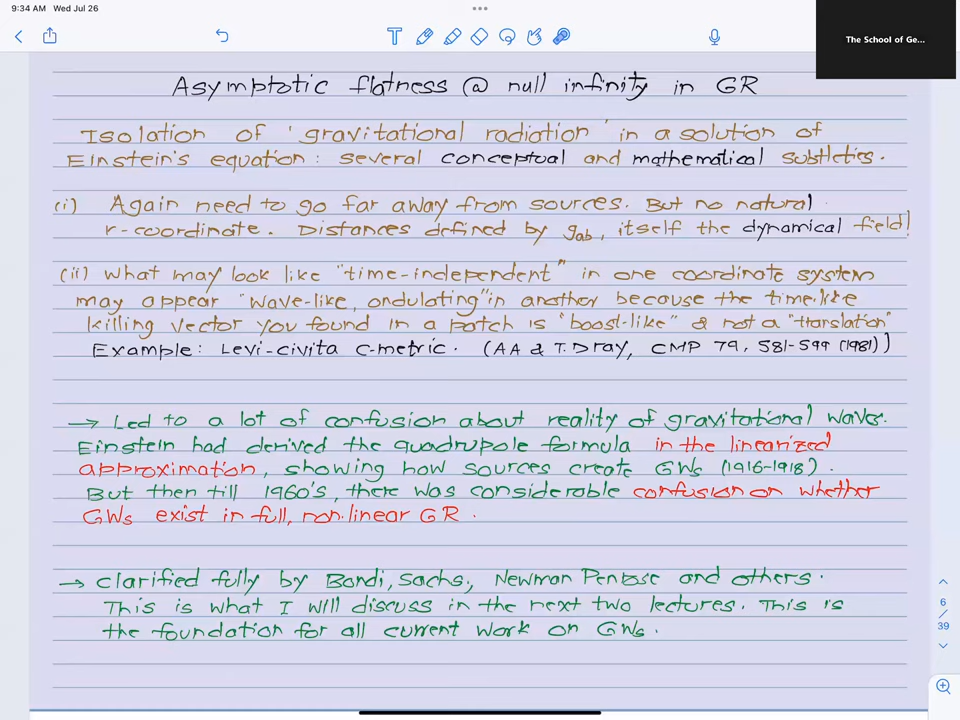 9:34 AM Wed Jul 26
The School of Ge...
Asymptotic flatness @ null infinity in GR
Isolation of 'gravitational radiation' in a solution of
Einstein's equation: several conceptual and mathematical subtleties.
(i) Again need to go far away from sources. But no natural
r-coordinate. Distances defined by gab, itself the dynamical field!
(ii) What may look like "time-independent" in one coordinate system
may appear "wave-like, ondulating" in another because the timelike
killing vector you found in a patch is "boost-like" & not a "translation"
Example: Levi-civita C-metric. (AA & T. Dray, CMP 79, 581-599 (1981))
→ Led to a lot of confusion about reality of gravitational waves.
Einstein had derived the quadrupole formula in the linearized
approximation, showing how sources create GWs (1916-1918).
But then till 1960's, there was considerable confusion on whether
GWs exist in full, non-linear GR.
→ clarified fully by Bondi, Sachs, Newman Penrose and others.
This is what I will discuss in the next two lectures. This is
the foundation for all current work on GWs.
6
/
39